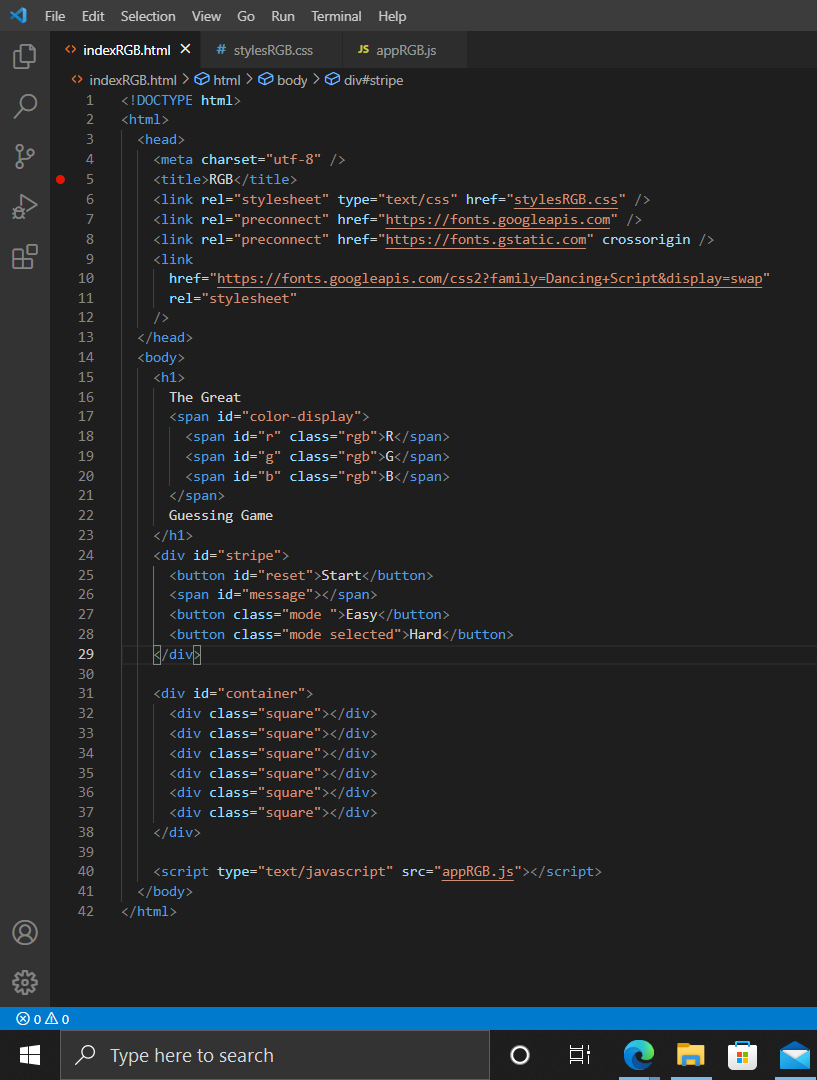 File Edit Selection View Go Run Terminal Help
<> indexRGB.html × # stylesRGB.css JS appRGB.js
<> indexRGB.html > html > body > div#stripe
1 <!DOCTYPE html>
2 <html>
3 <head>
4 <meta charset="utf-8" />
5 <title>RGB</title>
6 <link rel="stylesheet" type="text/css" href="stylesRGB.css" />
7 <link rel="preconnect" href="https://fonts.googleapis.com" />
8 <link rel="preconnect" href="https://fonts.gstatic.com" crossorigin />
9 <link
10 href="https://fonts.googleapis.com/css2?family=Dancing+Script&display=swap"
11 rel="stylesheet"
12 />
13 </head>
14 <body>
15 <h1>
16 The Great
17 <span id="color-display">
18 <span id="r" class="rgb">R</span>
19 <span id="g" class="rgb">G</span>
20 <span id="b" class="rgb">B</span>
21 </span>
22 Guessing Game
23 </h1>
24 <div id="stripe">
25 <button id="reset">Start</button>
26 <span id="message"></span>
27 <button class="mode ">Easy</button>
28 <button class="mode selected">Hard</button>
29 </div>
30
31 <div id="container">
32 <div class="square"></div>
33 <div class="square"></div>
34 <div class="square"></div>
35 <div class="square"></div>
36 <div class="square"></div>
37 <div class="square"></div>
38 </div>
39
40 <script type="text/javascript" src="appRGB.js"></script>
41 </body>
42 </html>
0 0
Type here to search